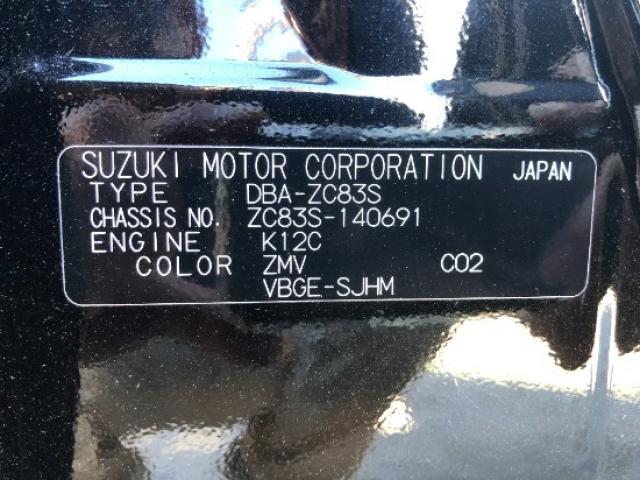 SUZUKI MOTOR CORPORATION JAPAN
TYPE DBA-ZC83S
CHASSIS NO. ZC83S-140691
ENGINE K12C
COLOR ZMV C02
VBGE-SJHM